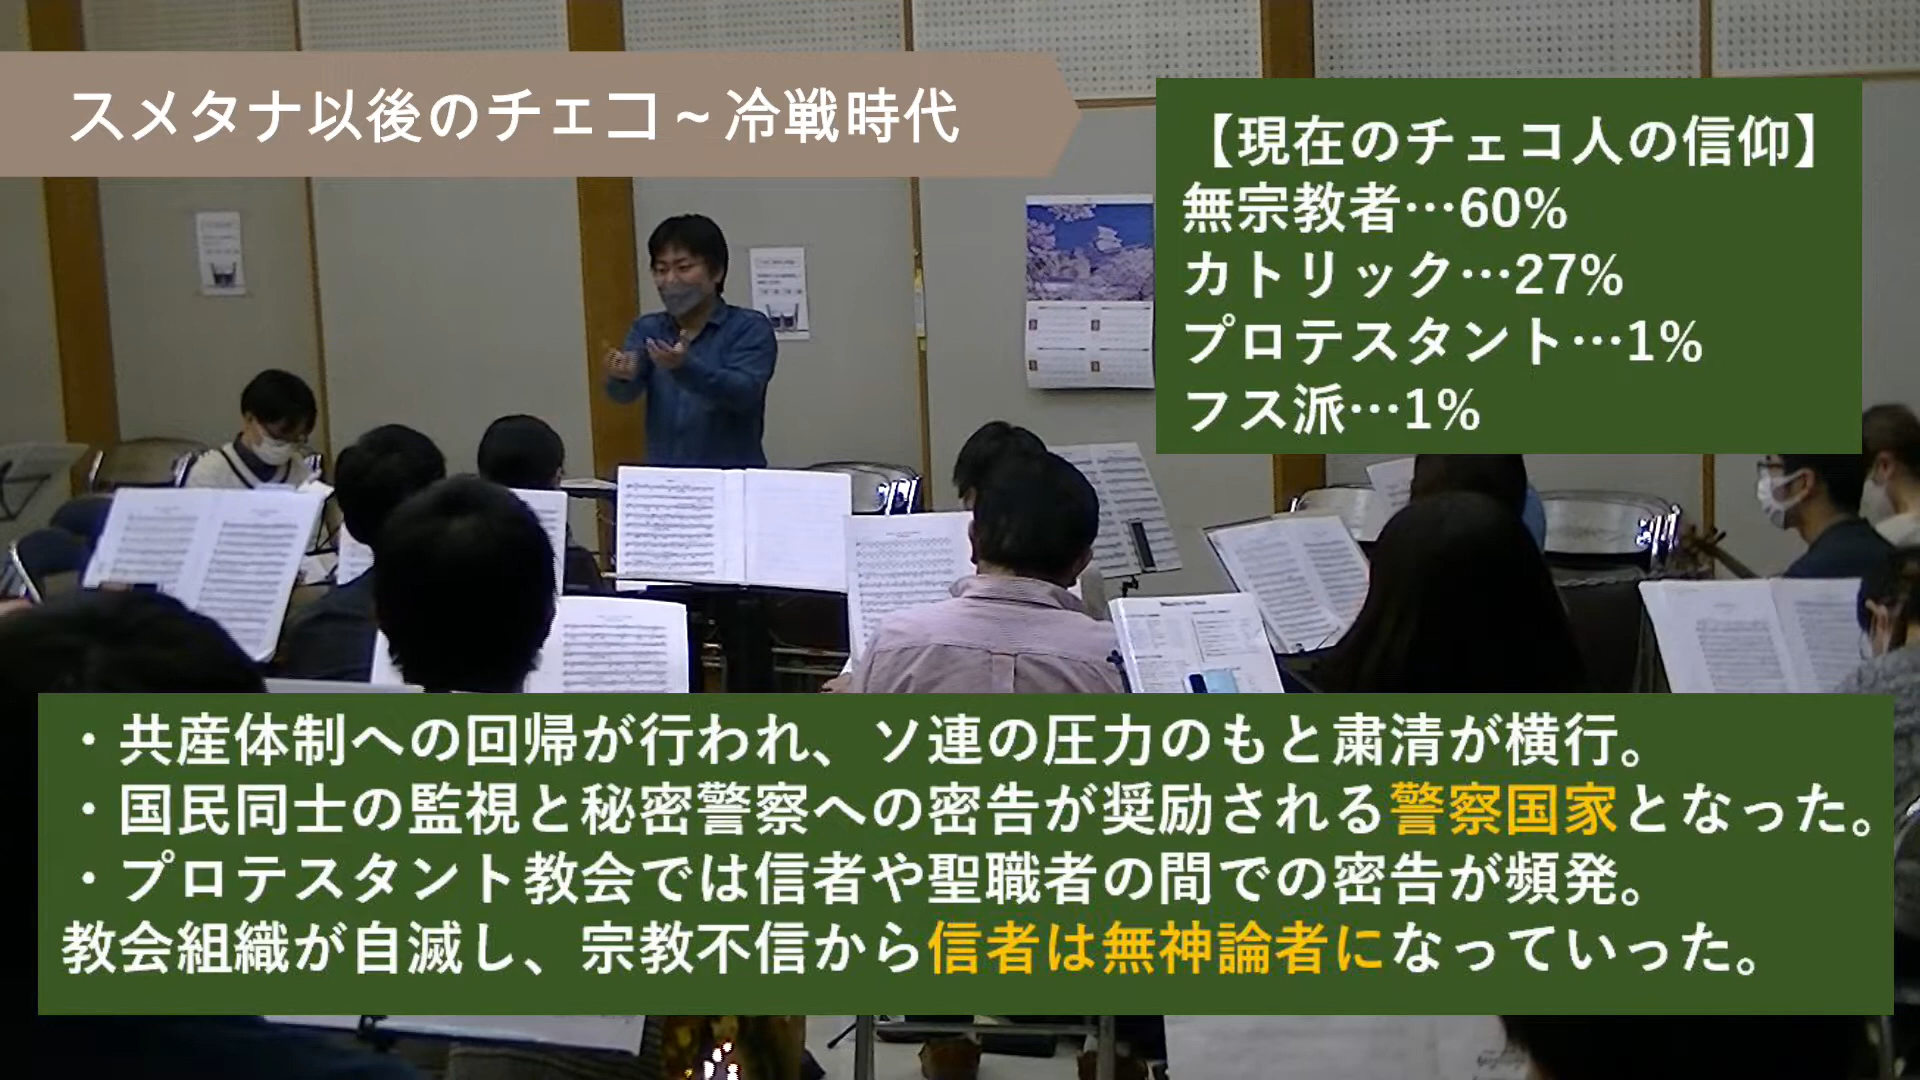 スメタナ以後のチェコ~冷戦時代
【現在のチェコ人の信仰】
無宗教者…60%
カトリック…27%
プロテスタント…1%
フス派…1%
・共産体制への回帰が行われ、ソ連の圧力のもと粛清が横行。
・国民同士の監視と秘密警察への密告が奨励される警察国家となった。
・プロテスタント教会では信者や聖職者の間での密告が頻発。
教会組織が自滅し、宗教不信から信者は無神論者になっていった。